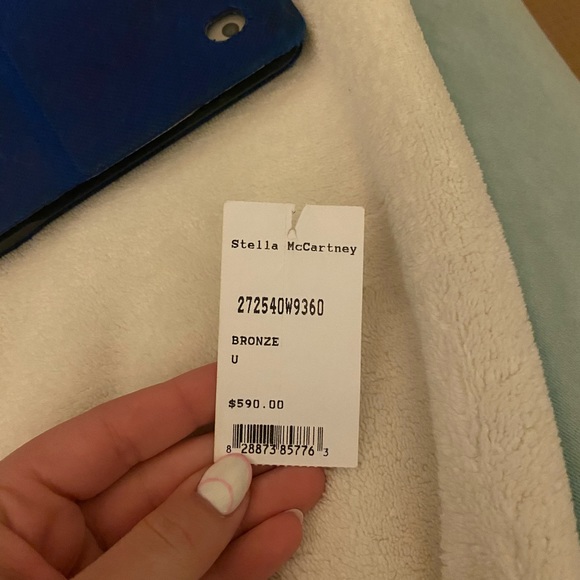 Stella McCartney
272540W9360
BRONZE
U
$590.00
8 28873 85776 3